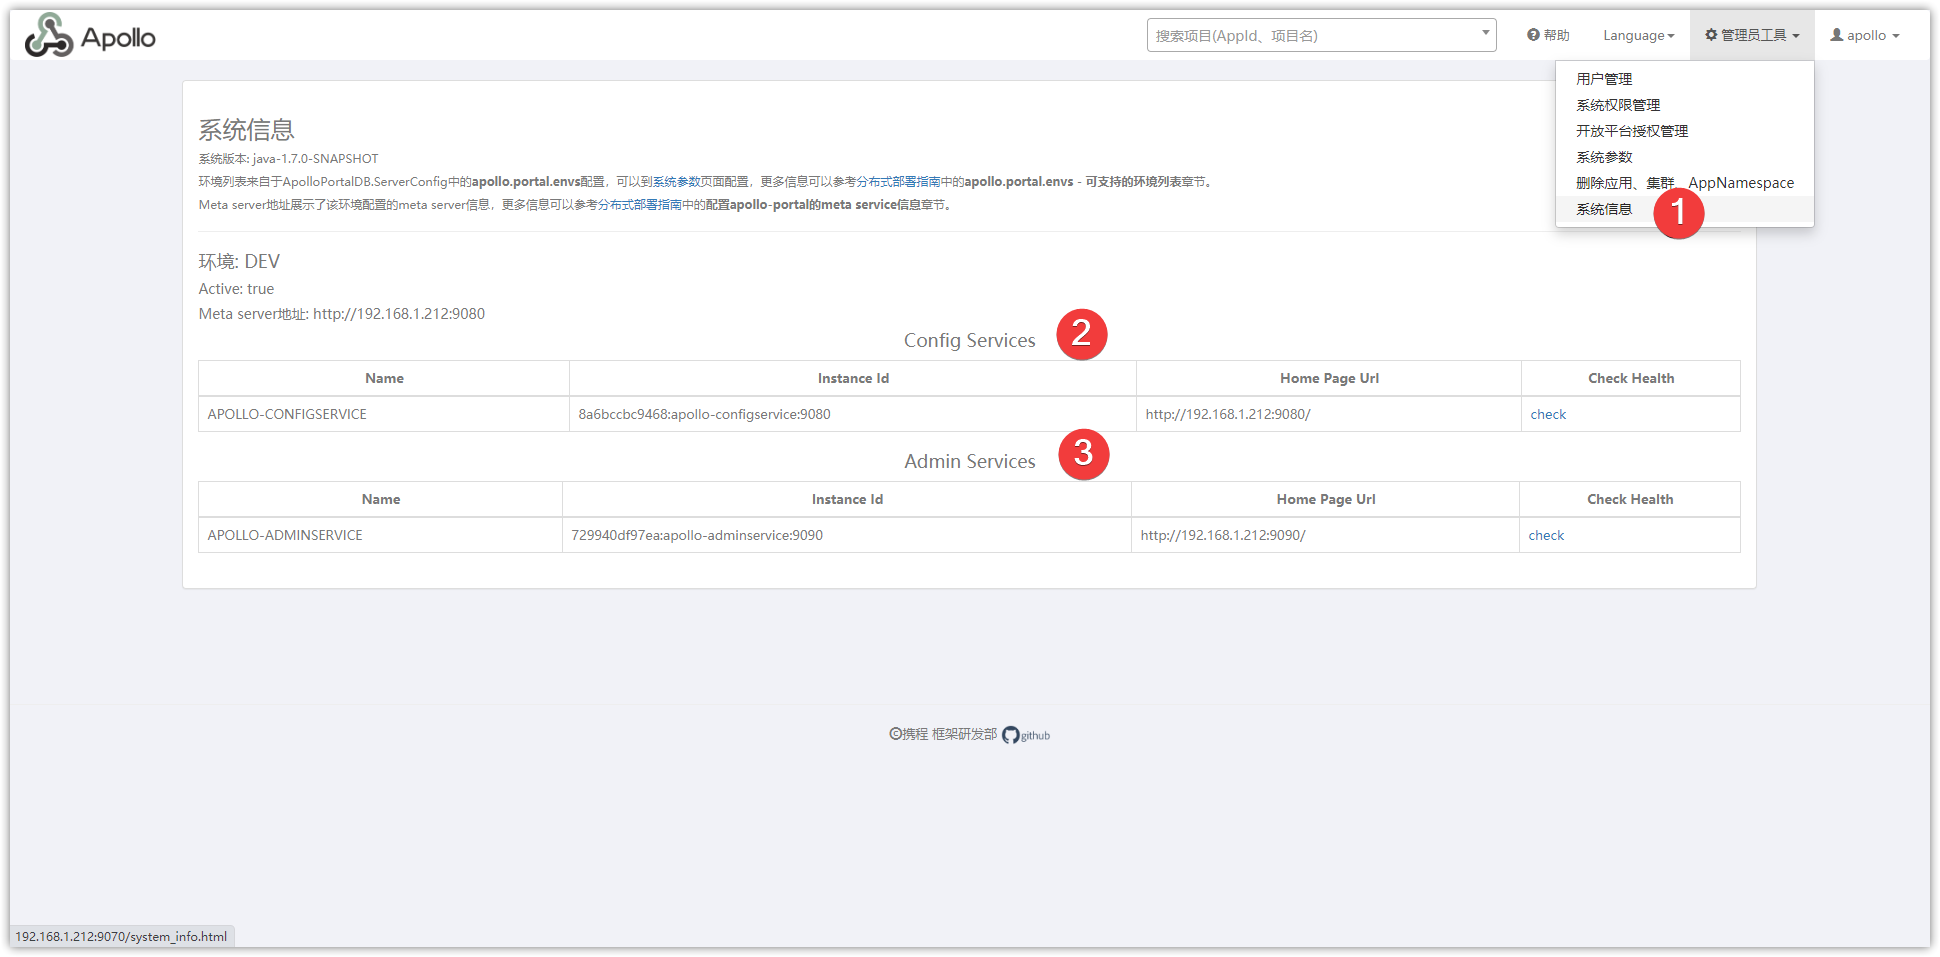 Apollo
搜索项目(AppId、项目名)
帮助
Language
管理员工具
apollo
用户管理
系统权限管理
开放平台授权管理
系统参数
删除应用、集群、AppNamespace
系统信息
1
系统信息
系统版本: java-1.7.0-SNAPSHOT
环境列表来自于ApolloPortalDB.ServerConfig中的apollo.portal.envs配置，可以到系统参数页面配置，更多信息可以参考分布式部署指南中的apollo.portal.envs - 可支持的环境列表章节。
Meta server地址展示了该环境配置的meta server信息，更多信息可以参考分布式部署指南中的配置apollo-portal的meta service信息章节。
环境: DEV
Active: true
Meta server地址: http://192.168.1.212:9080
Config Services
2
Name Instance Id Home Page Url Check Health
APOLLO-CONFIGSERVICE 8a6bccbc9468:apollo-configservice:9080 http://192.168.1.212:9080/ check
Admin Services
3
Name Instance Id Home Page Url Check Health
APOLLO-ADMINSERVICE 729940df97ea:apollo-adminservice:9090 http://192.168.1.212:9090/ check
©携程 框架研发部 github
192.168.1.212:9070/system_info.html